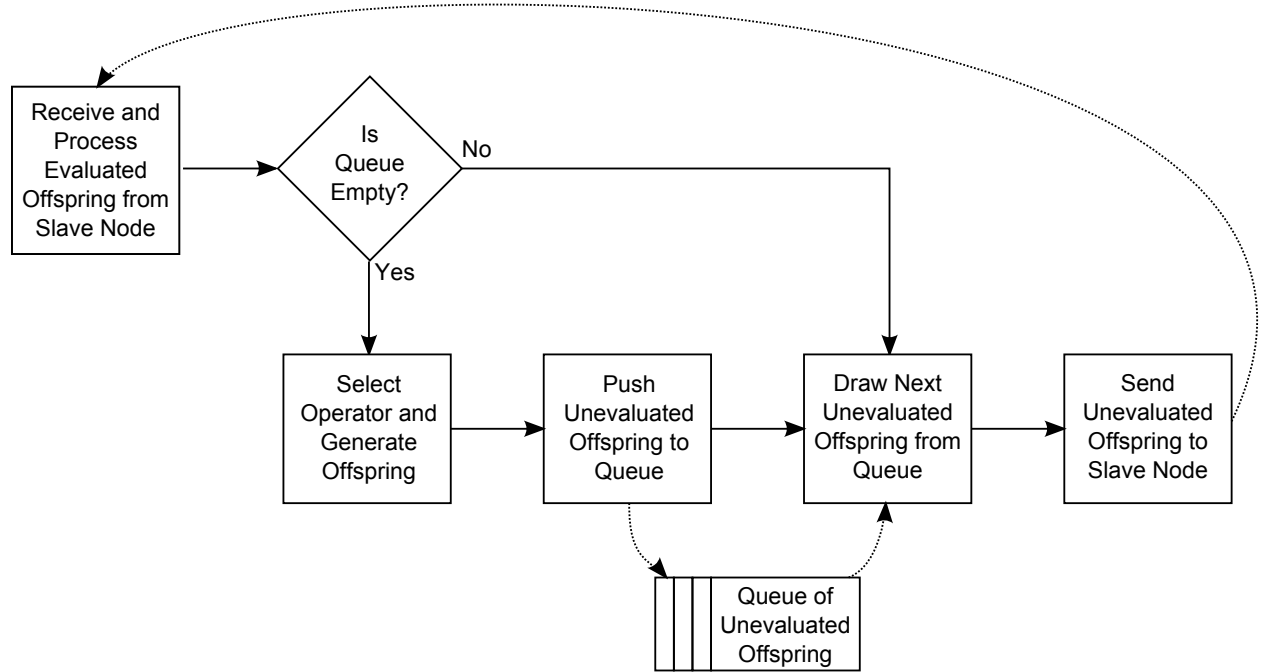 Receive and
Process
Evaluated
Offspring from
Slave Node
Is
Queue
Empty?
No
Yes
Select
Operator and
Generate
Offspring
Push
Unevaluated
Offspring to
Queue
Draw Next
Unevaluated
Offspring from
Queue
Send
Unevaluated
Offspring to
Slave Node
Queue of
Unevaluated
Offspring